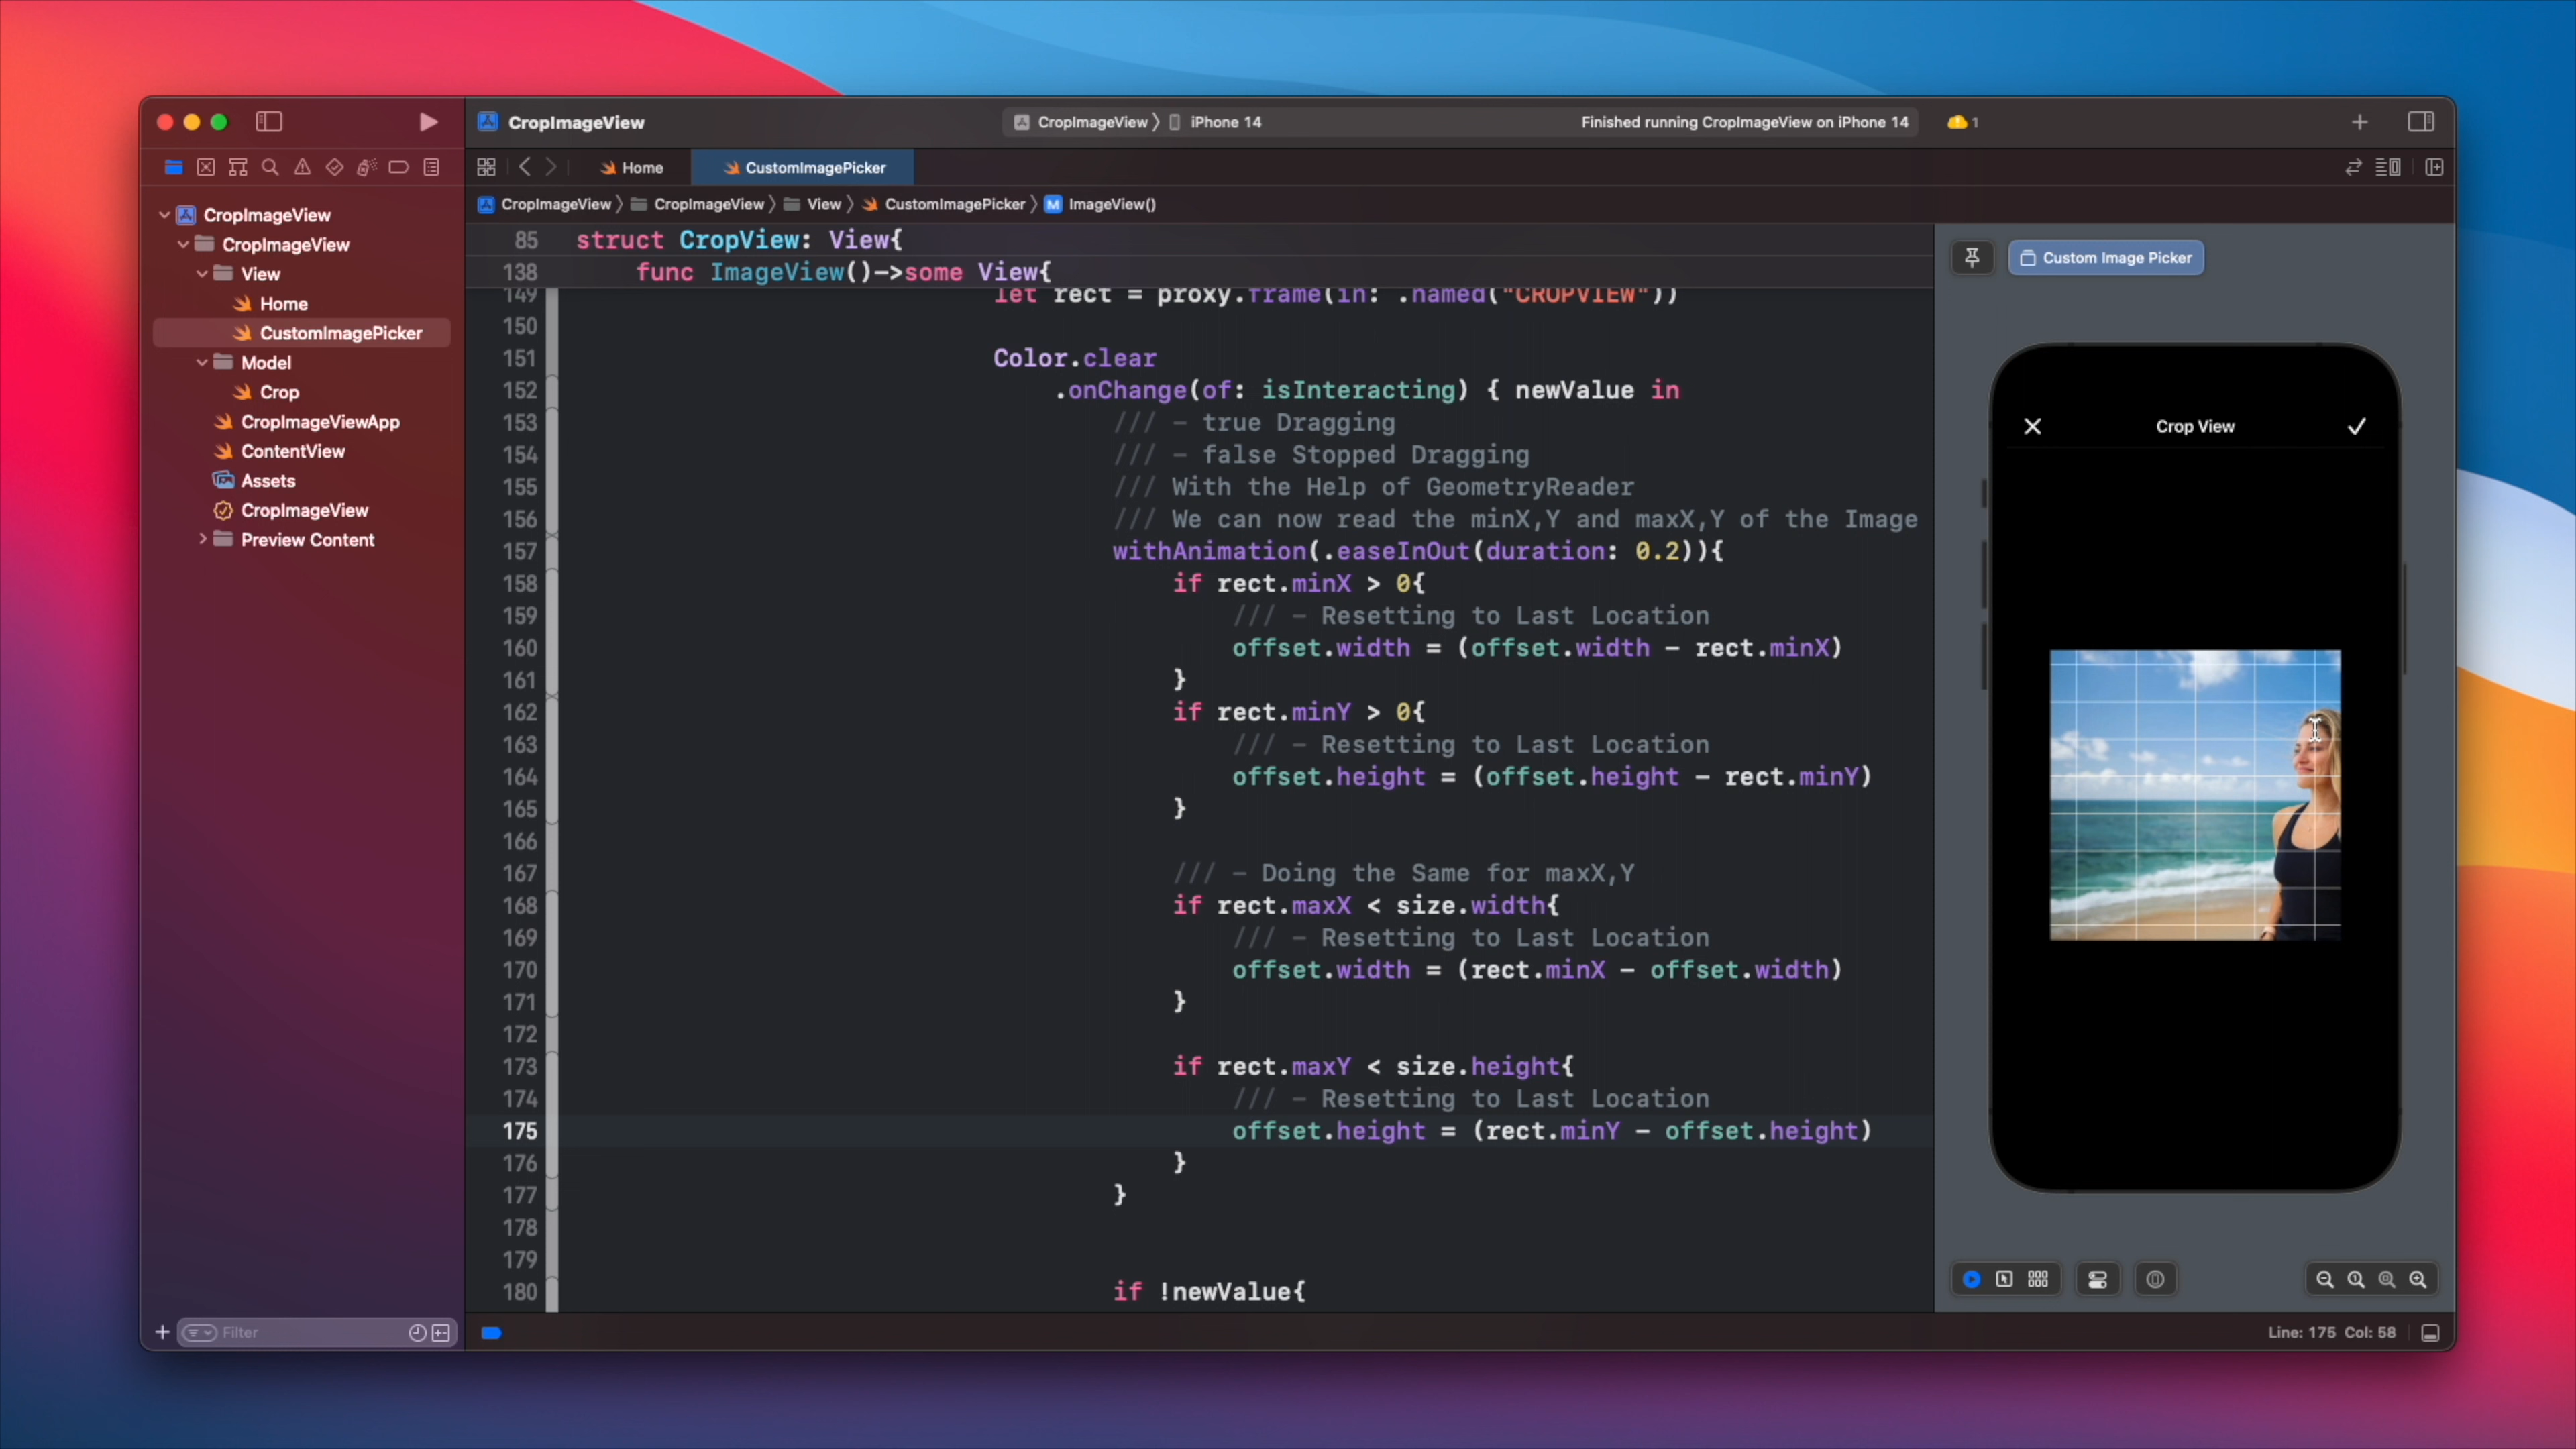 CropImageView
CropImageView 〉 iPhone 14
Finished running CropImageView on iPhone 14
1
Home
CustomImagePicker
CropImageView 〉 CropImageView 〉 View 〉 CustomImagePicker 〉 M ImageView()
CropImageView
CropImageView
View
Home
CustomImagePicker
Model
Crop
CropImageViewApp
ContentView
Assets
CropImageView
Preview Content
Filter
85 struct CropView: View{
138 func ImageView()->some View{
149 let rect = proxy.frame(in: .named("CROPVIEW"))
150
151 Color.clear
152 .onChange(of: isInteracting) { newValue in
153 /// - true Dragging
154 /// - false Stopped Dragging
155 /// With the Help of GeometryReader
156 /// We can now read the minX,Y and maxX,Y of the Image
157 withAnimation(.easeInOut(duration: 0.2)){
158 if rect.minX > 0{
159 /// - Resetting to Last Location
160 offset.width = (offset.width - rect.minX)
161 }
162 if rect.minY > 0{
163 /// - Resetting to Last Location
164 offset.height = (offset.height - rect.minY)
165 }
166
167 /// - Doing the Same for maxX,Y
168 if rect.maxX < size.width{
169 /// - Resetting to Last Location
170 offset.width = (rect.minX - offset.width)
171 }
172
173 if rect.maxY < size.height{
174 /// - Resetting to Last Location
175 offset.height = (rect.minY - offset.height)
176 }
177 }
178
179
180 if !newValue{
Custom Image Picker
Crop View
Line: 175 Col: 58